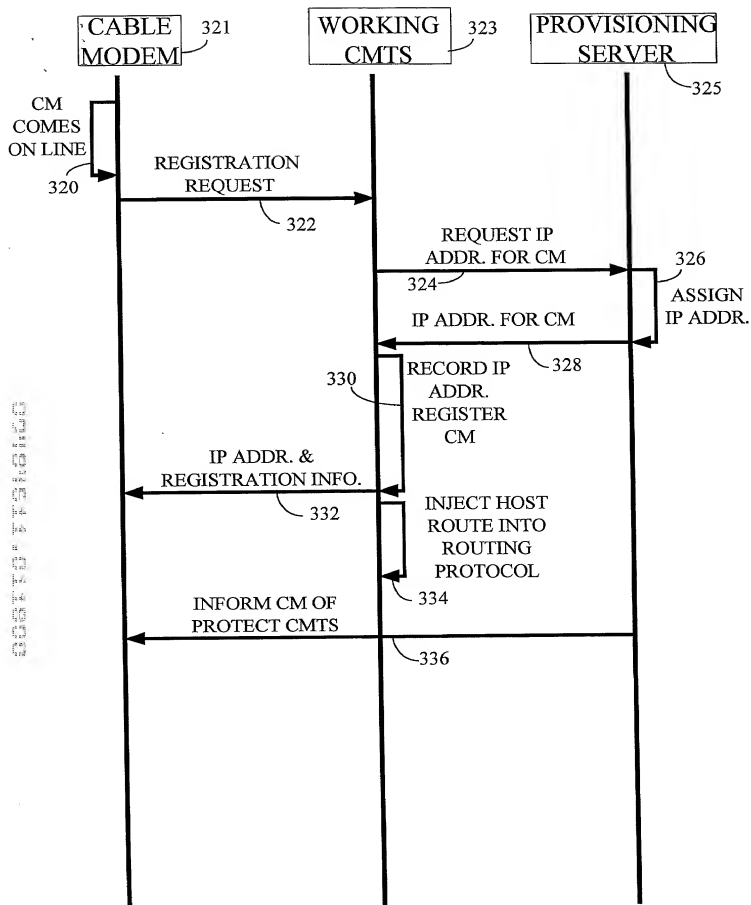 CABLE
MODEM
321
WORKING
CMTS
323
PROVISIONING
SERVER
325
CM
COMES
ON LINE
320
REGISTRATION
REQUEST
322
REQUEST IP
ADDR. FOR CM
324
326
ASSIGN
IP ADDR.
IP ADDR. FOR CM
328
330
RECORD IP
ADDR.
REGISTER
CM
IP ADDR. &
REGISTRATION INFO.
332
INJECT HOST
ROUTE INTO
ROUTING
PROTOCOL
334
INFORM CM OF
PROTECT CMTS
336